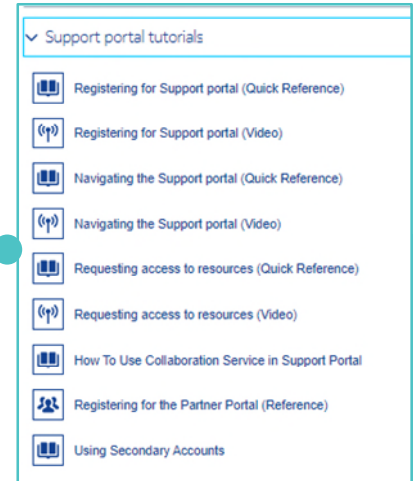 Support portal tutorials
Registering for Support portal (Quick Reference)
Registering for Support portal (Video)
Navigating the Support portal (Quick Reference)
Navigating the Support portal (Video)
Requesting access to resources (Quick Reference)
Requesting access to resources (Video)
How To Use Collaboration Service in Support Portal
Registering for the Partner Portal (Reference)
Using Secondary Accounts